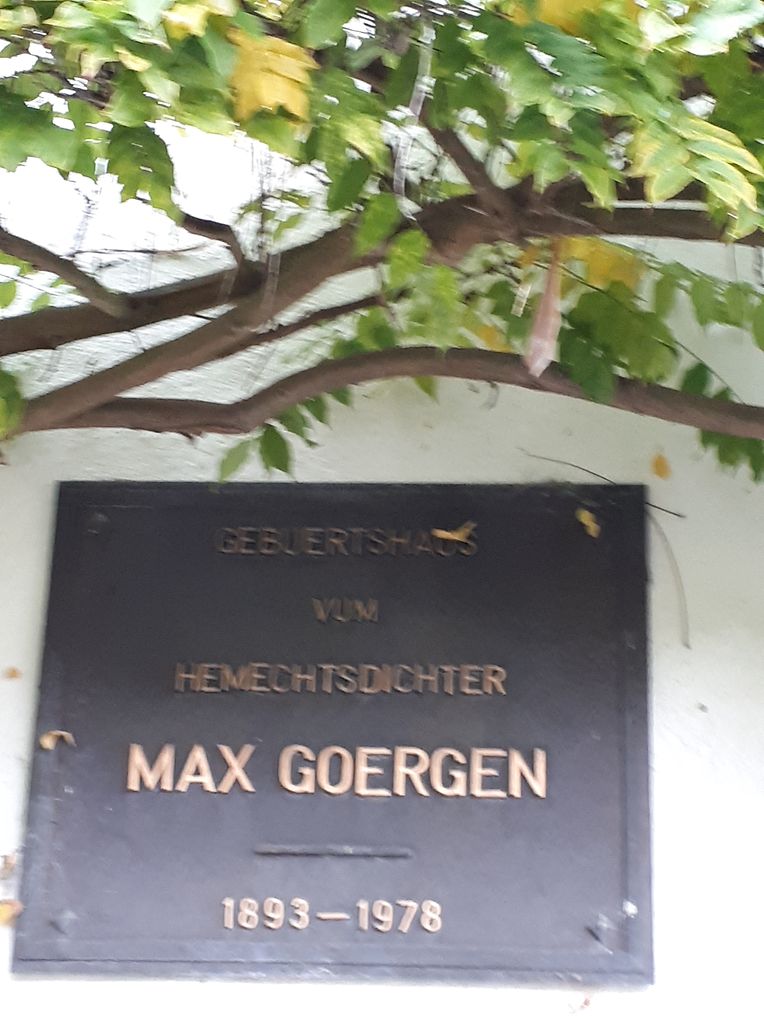 GEBUERTSHAUS
VUM
HEMECHTSDICHTER
MAX GOERGEN
1893-1978